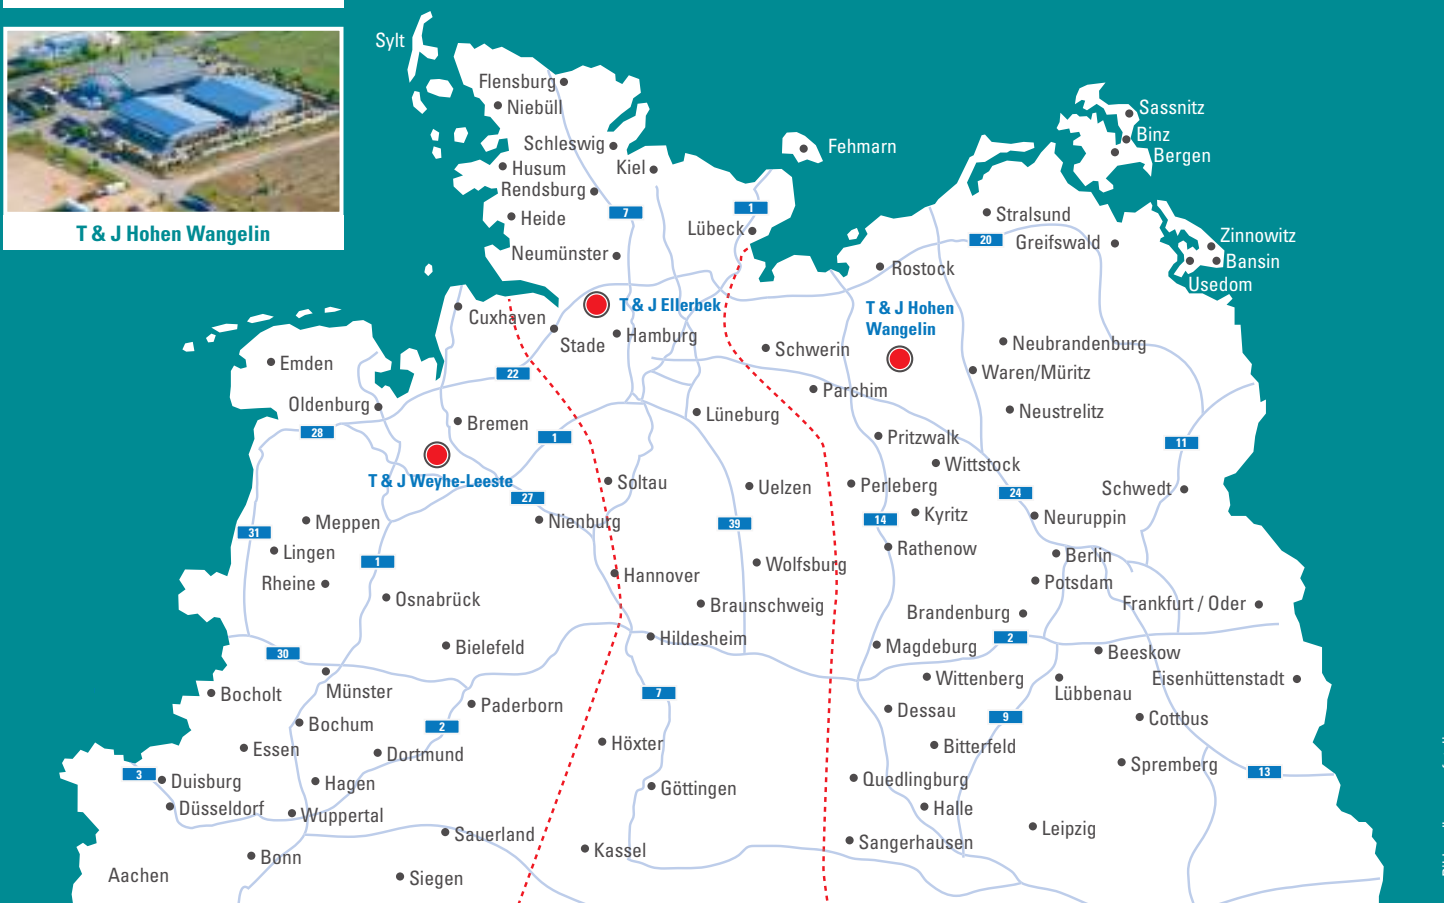 T & J Hohen Wangelin
Sylt
Flensburg
Niebüll
Schleswig
Husum
Kiel
Rendsburg
Heide
7
1
Lübeck
Neumünster
Fehmarn
Sassnitz
Binz
Bergen
Stralsund
20
Greifswald
Zinnowitz
Bansin
Usedom
Rostock
Cuxhaven
T & J Ellerbek
Stade
Hamburg
T & J Hohen
Wangelin
Schwerin
Neubrandenburg
Waren/Müritz
Parchim
Neustrelitz
Emden
22
Oldenburg
28
Bremen
1
Lüneburg
T & J Weyhe-Leeste
27
Soltau
Uelzen
Pritzwalk
Wittstock
11
Perleberg
24
Schwedt
Meppen
31
Lingen
Nienburg
39
14
Kyritz
Neuruppin
Rathenow
Berlin
1
Rheine
Osnabrück
Hannover
Wolfsburg
Potsdam
Braunschweig
Brandenburg
Frankfurt / Oder
30
Bielefeld
Hildesheim
Magdeburg
2
Beeskow
Bocholt
Münster
7
Wittenberg
Lübbenau
Eisenhüttenstadt
Paderborn
Bochum
2
Dessau
9
Cottbus
Essen
Dortmund
Höxter
Bitterfeld
3
Duisburg
Hagen
Göttingen
Quedlingburg
Spremberg
13
Düsseldorf
Wuppertal
Halle
Sauerland
Leipzig
Bonn
Kassel
Sangerhausen
Aachen
Siegen